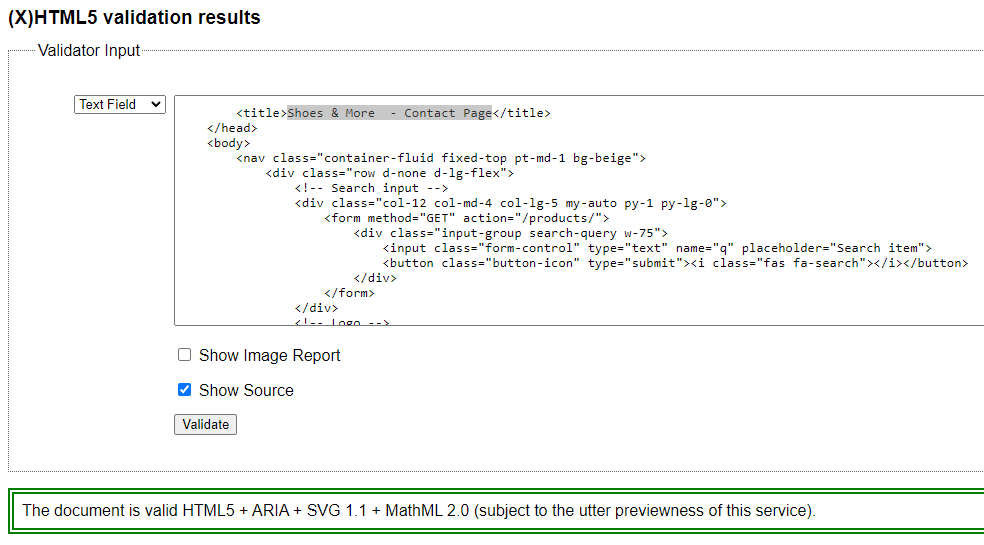 (X)HTML5 validation results
Validator Input
Text Field
<title>Shoes & More  - Contact Page</title>
</head>
<body>
<nav class="container-fluid fixed-top pt-md-1 bg-beige">
<div class="row d-none d-lg-flex">
<!-- Search input -->
<div class="col-12 col-md-4 col-lg-5 my-auto py-1 py-lg-0">
<form method="GET" action="/products/">
<div class="input-group search-query w-75">
<input class="form-control" type="text" name="q" placeholder="Search item">
<button class="button-icon" type="submit"><i class="fas fa-search"></i></button>
</div>
</form>
</div>
<!-- Logo -->
Show Image Report
Show Source
Validate
The document is valid HTML5 + ARIA + SVG 1.1 + MathML 2.0 (subject to the utter previewness of this service).